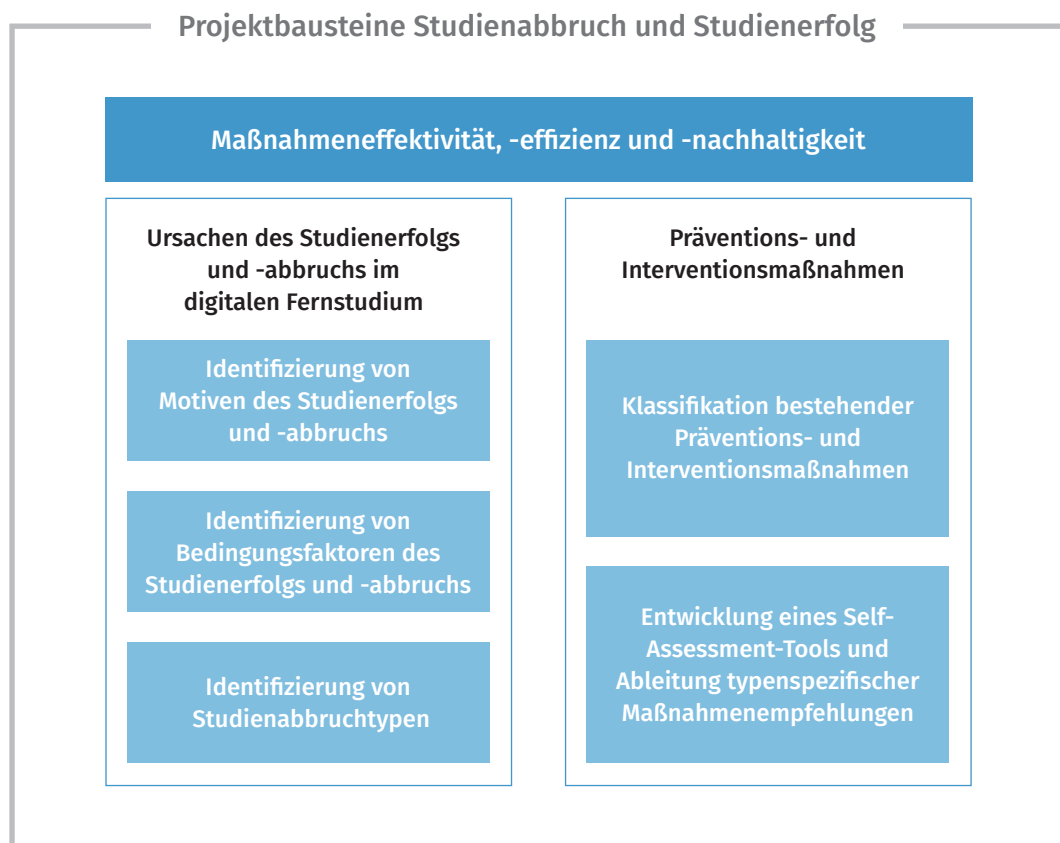 Projektbausteine Studienabbruch und Studienerfolg
Maßnahmeneffektivität, -effizienz und -nachhaltigkeit
Ursachen des Studienerfolgs
und -abbruchs im
digitalen Fernstudium
Identifizierung von
Motiven des Studienerfolgs
und -abbruchs
Identifizierung von
Bedingungsfaktoren des
Studienerfolgs und -abbruchs
Identifizierung von
Studienabbruchtypen
Präventions- und
Interventionsmaßnahmen
Klassifikation bestehender
Präventions- und
Interventionsmaßnahmen
Entwicklung eines Self-
Assessment-Tools und
Ableitung typenspezifischer
Maßnahmenempfehlungen